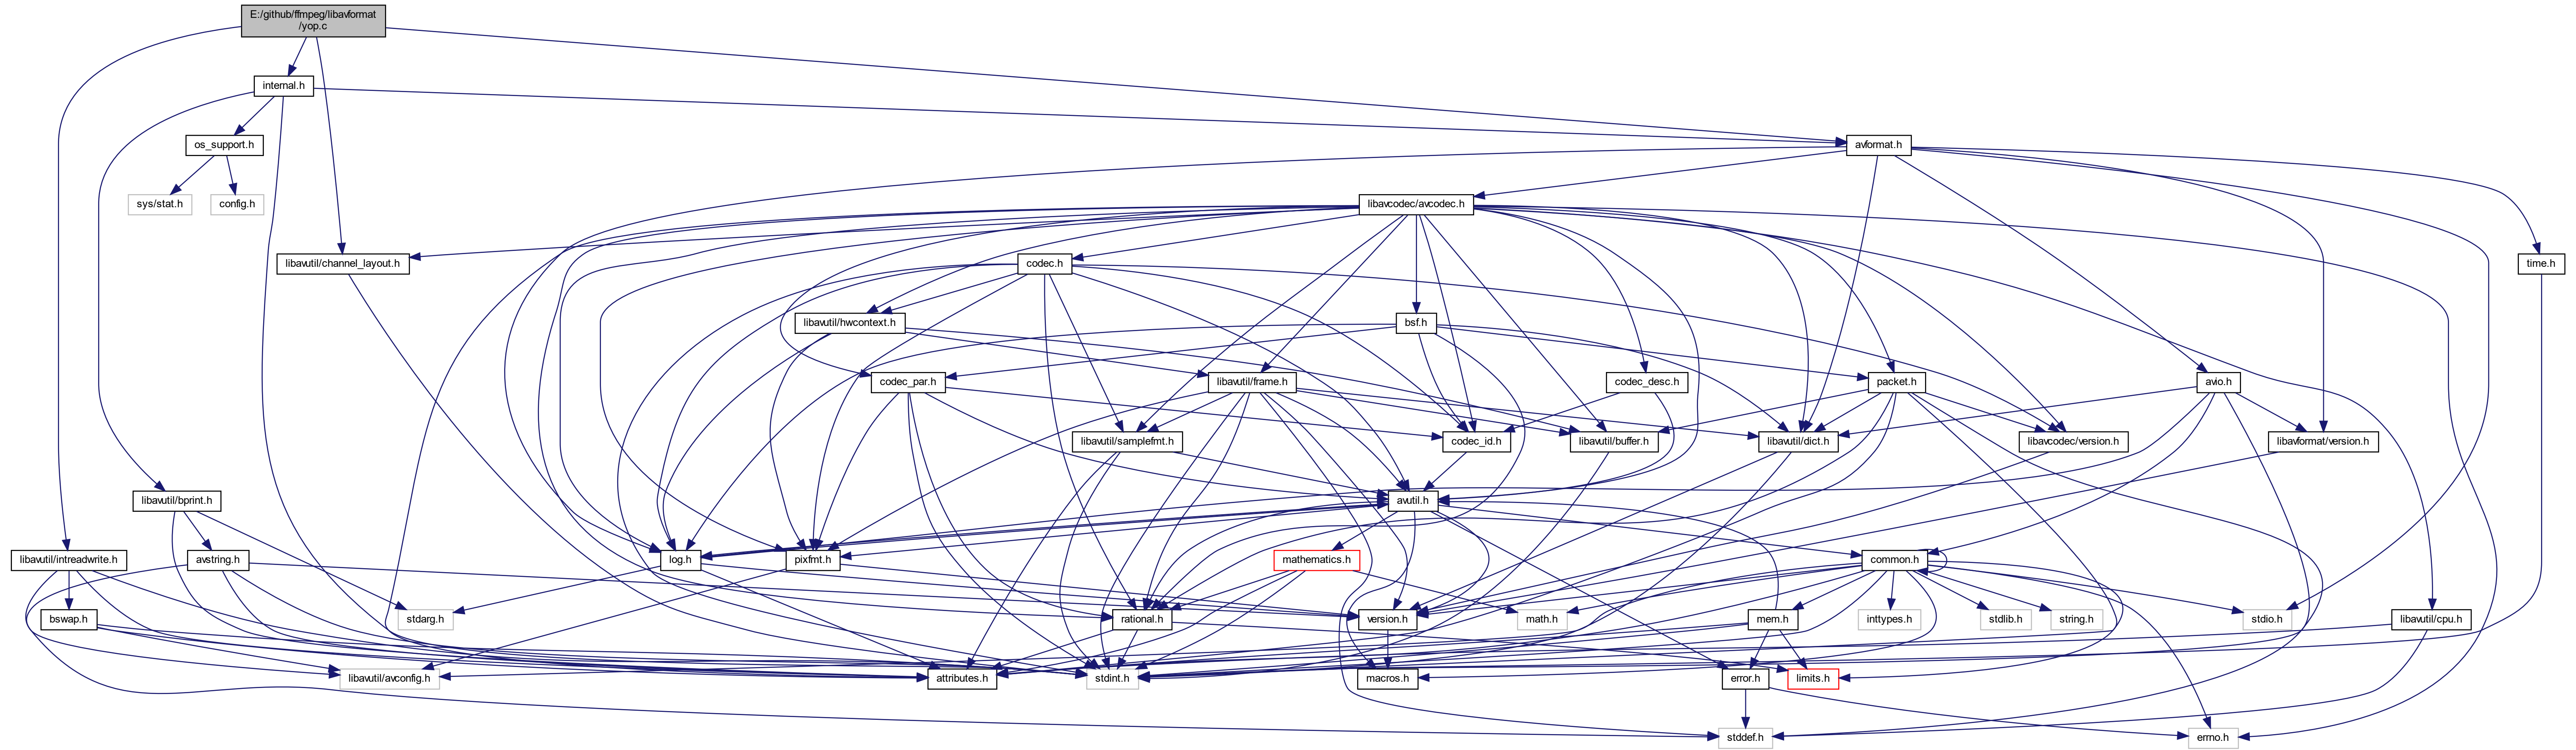 E:/github/ffmpeg/libavformat
/yop.c
internal.h
os_support.h
avformat.h
sys/stat.h
config.h
libavcodec/avcodec.h
libavutil/channel_layout.h
codec.h
time.h
libavutil/hwcontext.h
bsf.h
codec_par.h
libavutil/frame.h
codec_desc.h
packet.h
avio.h
libavutil/samplefmt.h
codec_id.h
libavutil/buffer.h
libavutil/dict.h
libavcodec/version.h
libavformat/version.h
libavutil/bprint.h
avutil.h
libavutil/intreadwrite.h
avstring.h
log.h
pixfmt.h
mathematics.h
common.h
bswap.h
stdarg.h
rational.h
version.h
math.h
mem.h
inttypes.h
stdlib.h
string.h
stdio.h
libavutil/cpu.h
libavutil/avconfig.h
attributes.h
stdint.h
macros.h
error.h
limits.h
stddef.h
errno.h